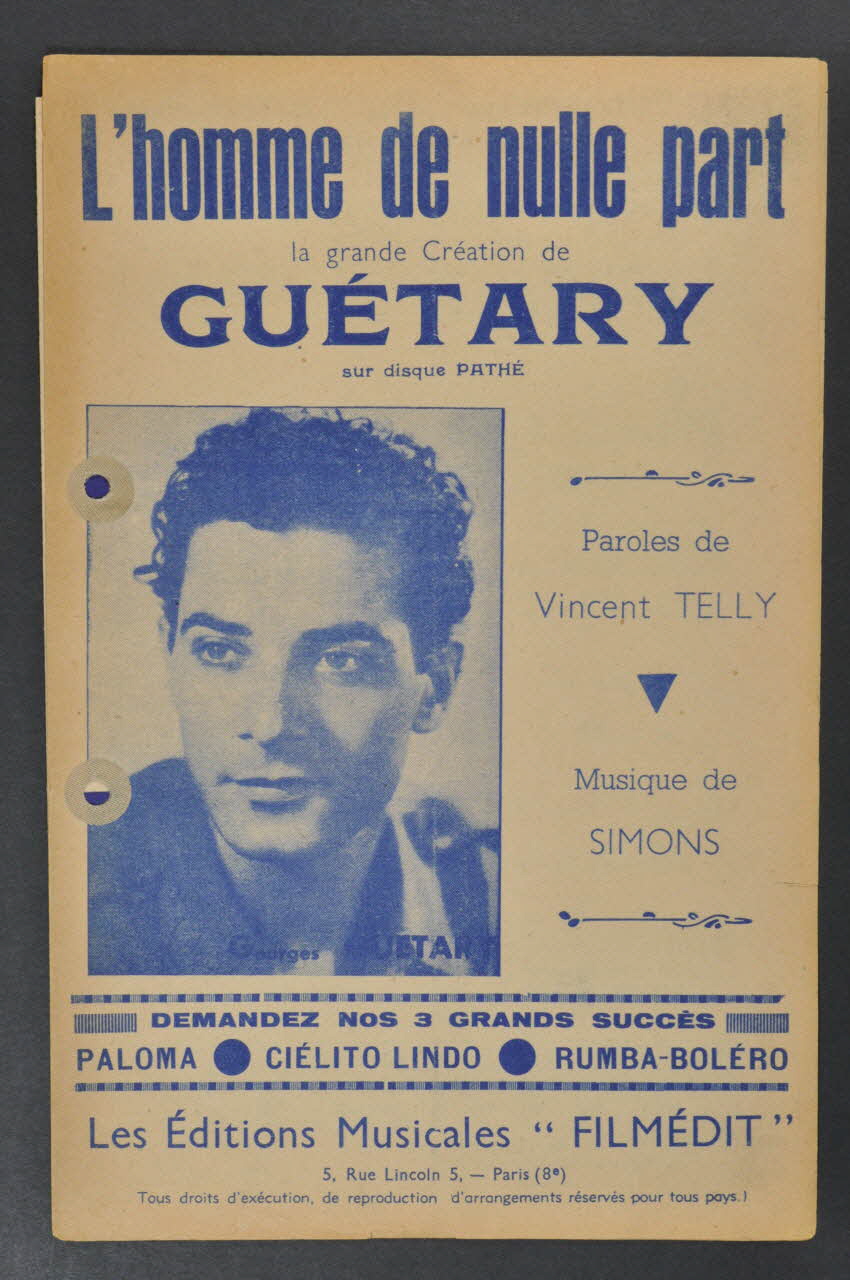 L'homme de nulle part
la grande Création de
GUÉTARY
sur disque PATHÉ
Paroles de
Vincent TELLY
Musique de
SIMONS
Georges GUÉTARY
DEMANDEZ NOS 3 GRANDS SUCCÈS
PALOMA ● CIÉLITO LINDO ● RUMBA-BOLÉRO
Les Éditions Musicales “ FILMÉDIT ”
5, Rue Lincoln 5, — Paris (8e)
Tous droits d'exécution, de reproduction d'arrangements réservés pour tous pays.)